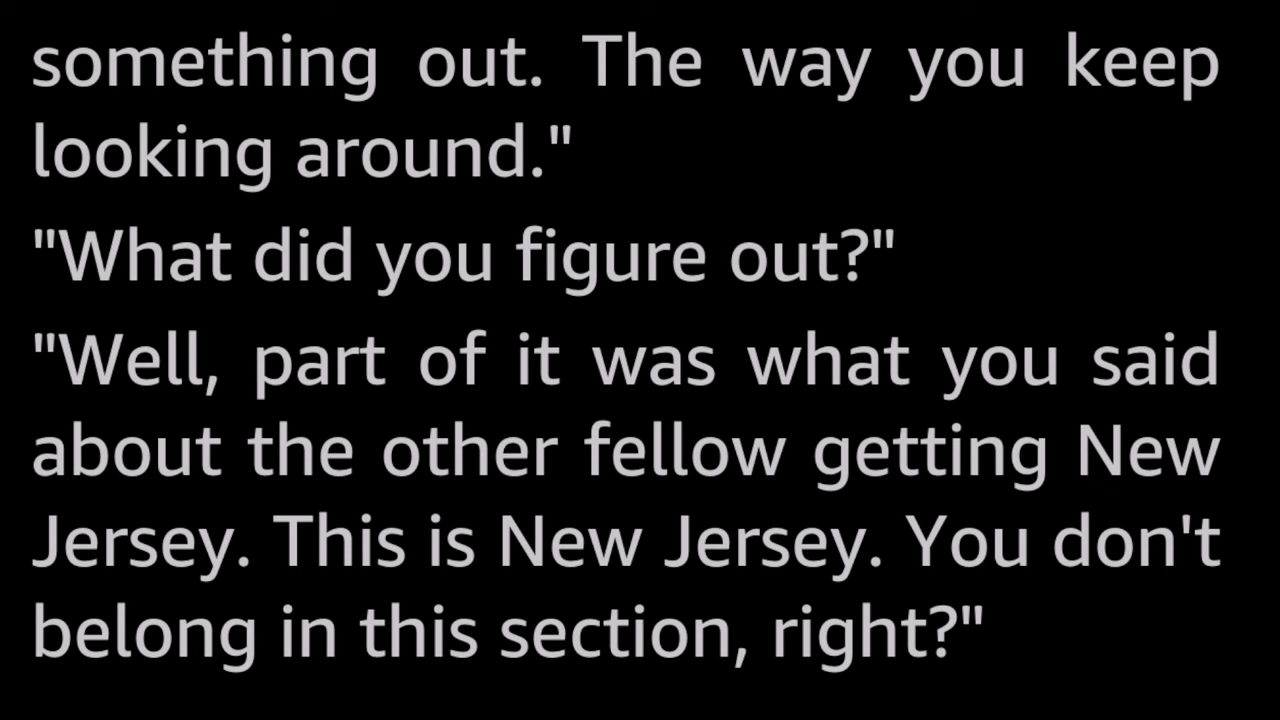 something out. The way you keep
looking around."
"What did you figure out?"
"Well, part of it was what you said
about the other fellow getting New
Jersey. This is New Jersey. You don't
belong in this section, right?"